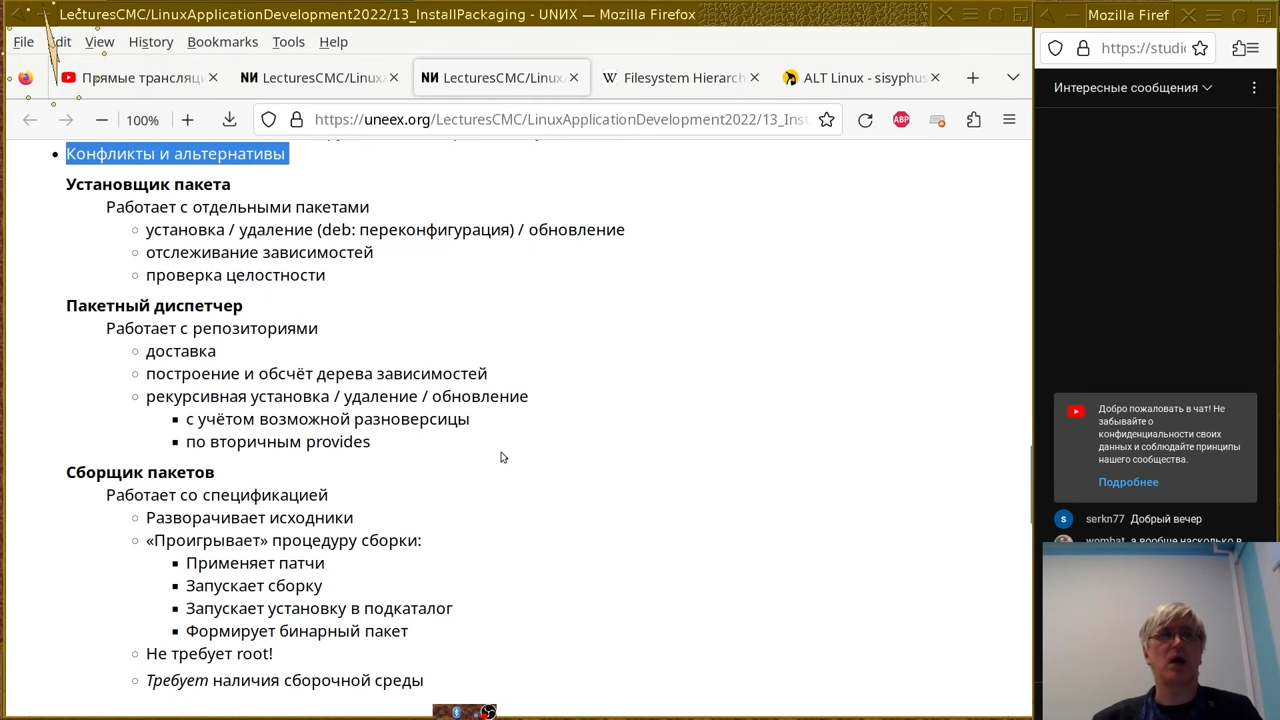 LecturesCMC/LinuxApplicationDevelopment2022/13_InstallPackaging - UNИX — Mozilla Firefox
File Edit View History Bookmarks Tools Help
Прямые трансляц
LecturesCMC/Linux
LecturesCMC/Linux
Filesystem Hierarch
ALT Linux - sisyphus
100%
https://uneex.org/LecturesCMC/LinuxApplicationDevelopment2022/13_Inst
ABP
Конфликты и альтернативы
Установщик пакета
Работает с отдельными пакетами
установка / удаление (deb: переконфигурация) / обновление
отслеживание зависимостей
проверка целостности
Пакетный диспетчер
Работает с репозиториями
доставка
построение и обсчёт дерева зависимостей
рекурсивная установка / удаление / обновление
с учётом возможной разноверсицы
по вторичным provides
Сборщик пакетов
Работает со спецификацией
Разворачивает исходники
«Проигрывает» процедуру сборки:
Применяет патчи
Запускает сборку
Запускает установку в подкаталог
Формирует бинарный пакет
Не требует root!
Требует наличия сборочной среды
Mozilla Firef
https://studi
Интересные сообщения
Добро пожаловать в чат! Не
забывайте о
конфиденциальности своих
данных и соблюдайте принципы
нашего сообщества.
Подробнее
serkn77 Добрый вечер
wombat а вообще насколько в